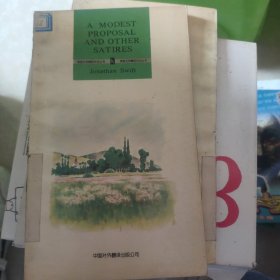 A MODEST
PROPOSAL
AND OTHER
SATIRES
Jonathan Swift
中国对外翻译出版公司
3